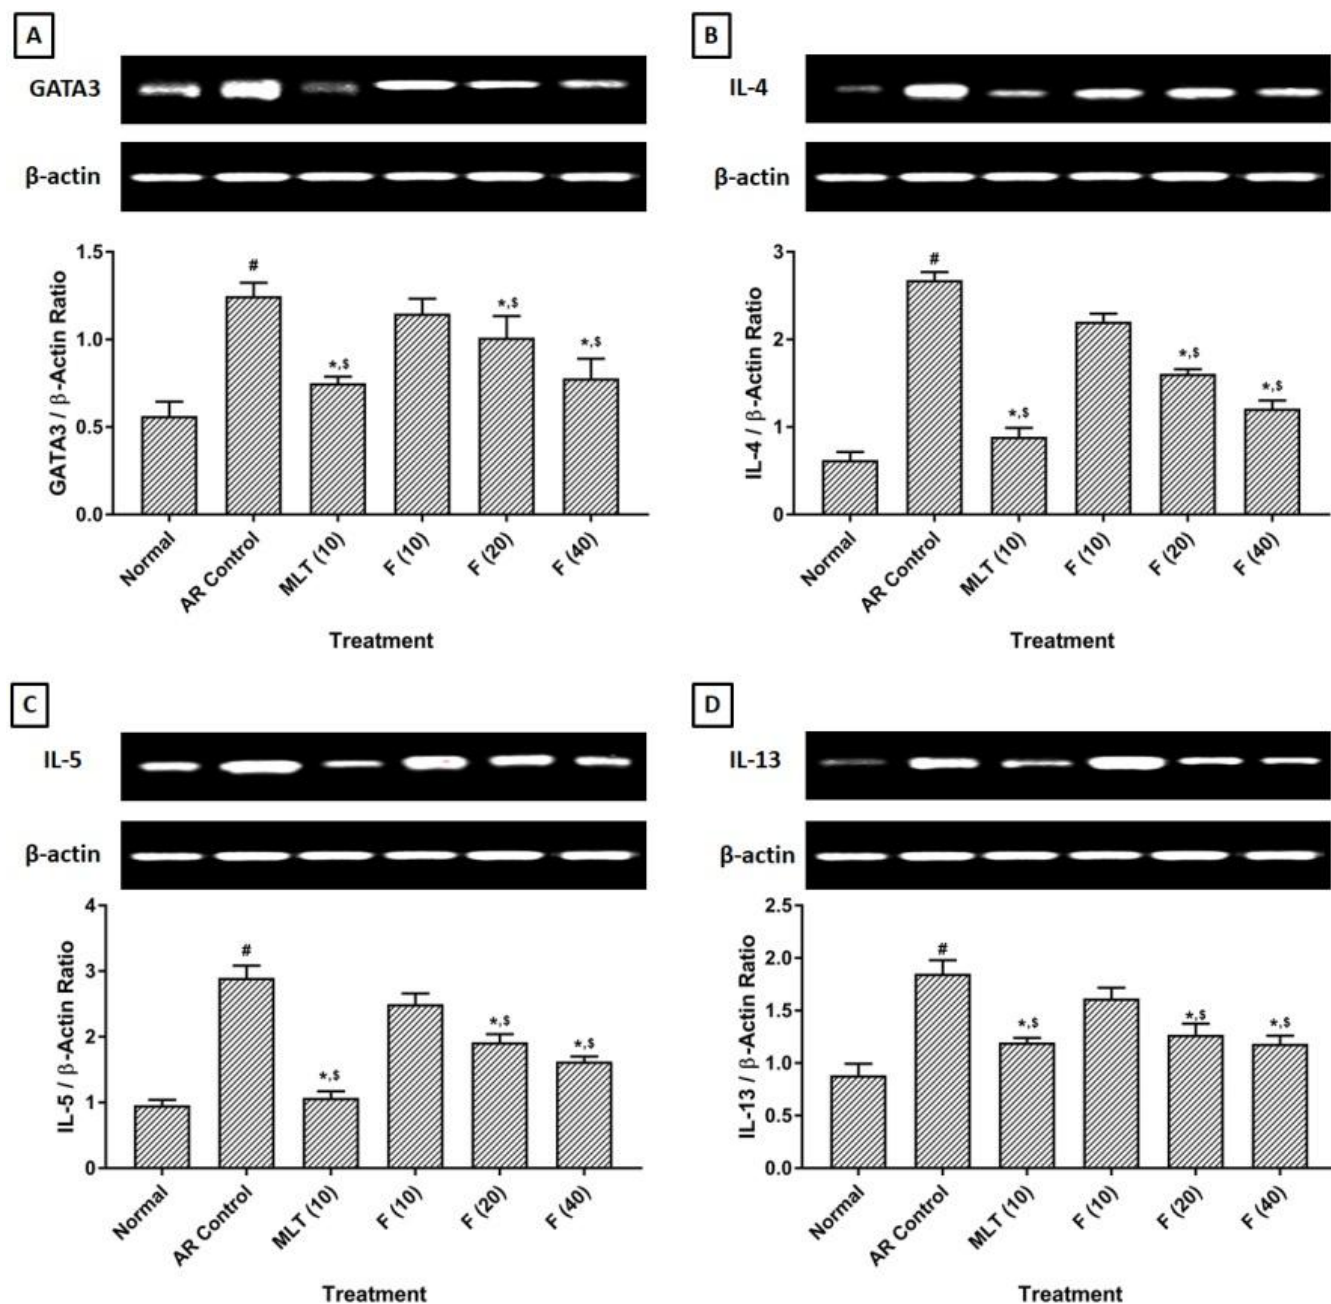 A
GATA3
β-actin
GATA3 / β-Actin Ratio
1.5
1.0
0.5
0.0
#
*,$
*,$
*,$
Normal
AR Control
MLT (10)
F (10)
F (20)
F (40)
Treatment
B
IL-4
β-actin
IL-4 / β-Actin Ratio
3
2
1
0
#
*,$
*,$
*,$
Normal
AR Control
MLT (10)
F (10)
F (20)
F (40)
Treatment
C
IL-5
β-actin
IL-5 / β-Actin Ratio
4
3
2
1
0
#
*,$
*,$
*,$
Normal
AR Control
MLT (10)
F (10)
F (20)
F (40)
Treatment
D
IL-13
β-actin
IL-13 / β-Actin Ratio
2.5
2.0
1.5
1.0
0.5
0.0
#
*,$
*,$
*,$
Normal
AR Control
MLT (10)
F (10)
F (20)
F (40)
Treatment